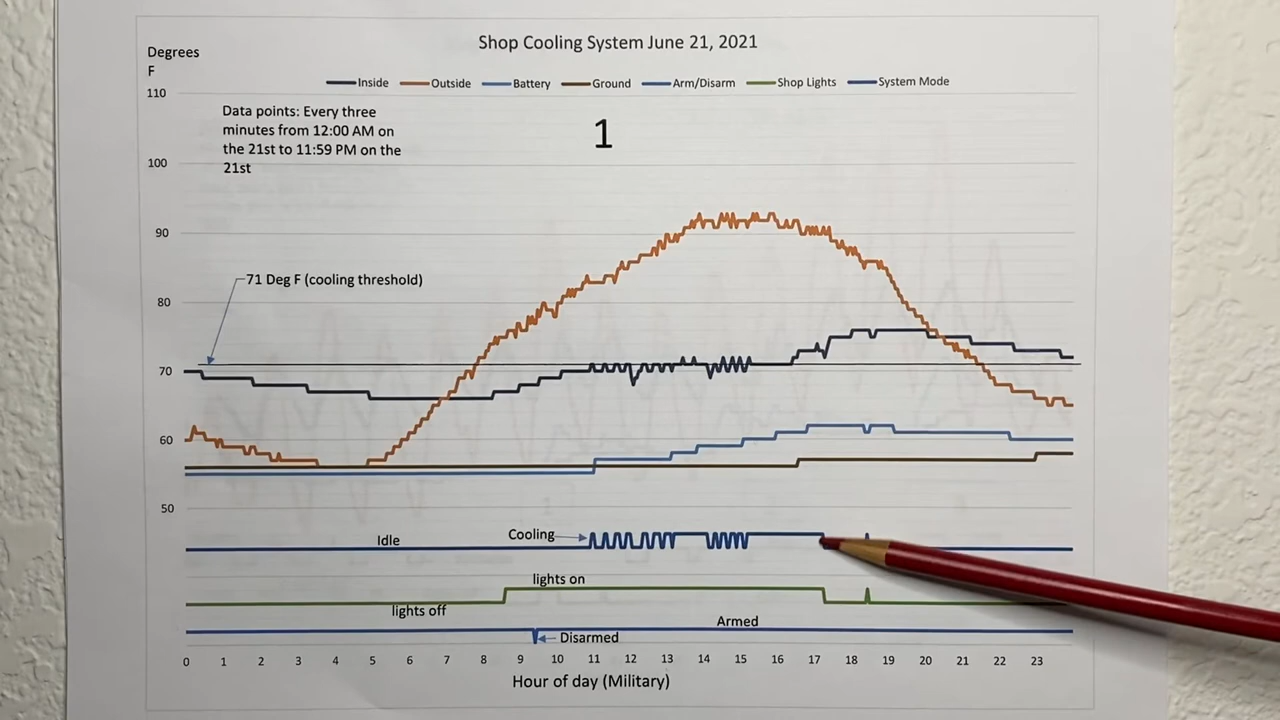 Shop Cooling System June 21, 2021
Degrees
F
Inside Outside Battery Ground Arm/Disarm Shop Lights System Mode
110
Data points: Every three
minutes from 12:00 AM on
the 21st to 11:59 PM on the
21st
1
100
90
71 Deg F (cooling threshold)
80
70
60
50
Cooling
Idle
lights on
lights off
Armed
Disarmed
0 1 2 3 4 5 6 7 8 9 10 11 12 13 14 15 16 17 18 19 20 21 22 23
Hour of day (Military)